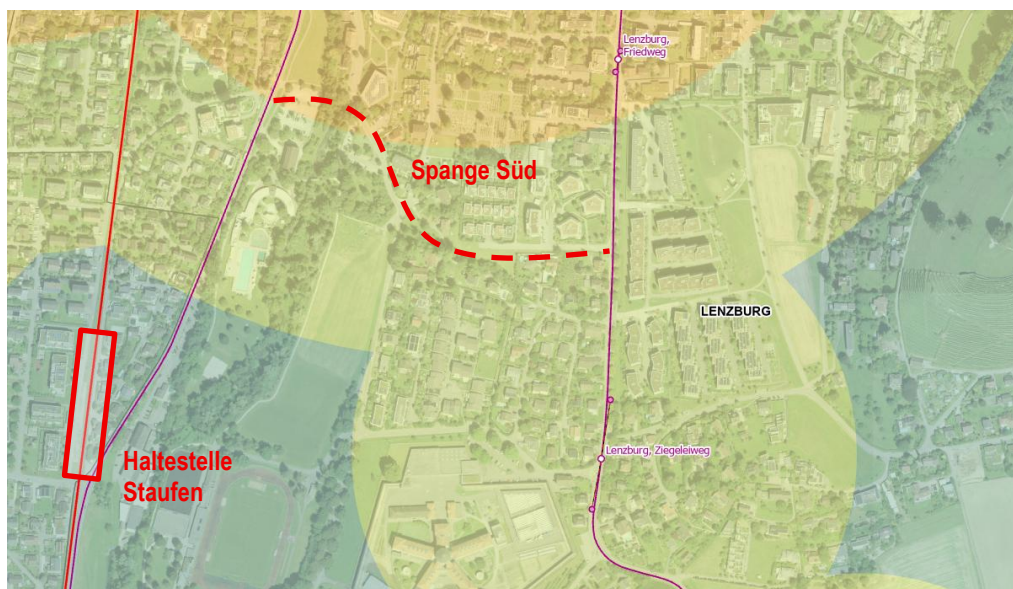 Lenzburg,
Friedweg
Spange Süd
LENZBURG
Haltestelle
Staufen
Lenzburg, Ziegeleiweg